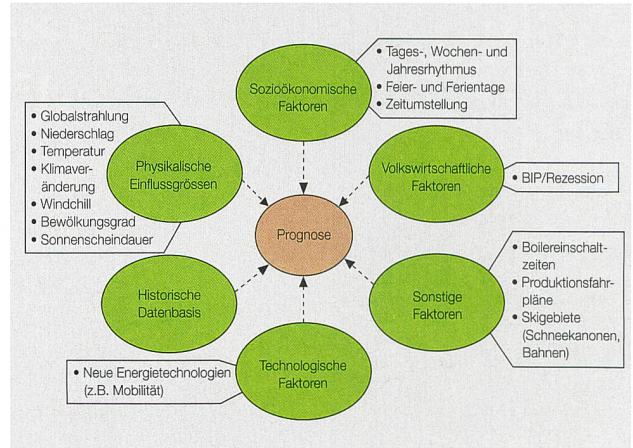 Sozioökonomische
Faktoren
• Tages-, Wochen- und
Jahresrhythmus
• Feier- und Ferientage
• Zeitumstellung
• Globalstrahlung
• Niederschlag
• Temperatur
• Klimaver-
änderung
• Windchill
• Bewölkungsgrad
• Sonnenscheindauer
Physikalische
Einflussgrössen
Volkswirtschaftliche
Faktoren
• BIP/Rezession
Prognose
Historische
Datenbasis
Sonstige
Faktoren
• Boilereinschalt-
zeiten
• Produktionsfahr-
pläne
• Skigebiete
(Schneekanonen,
Bahnen)
Technologische
Faktoren
• Neue Energietechnologien
(z.B. Mobilität)